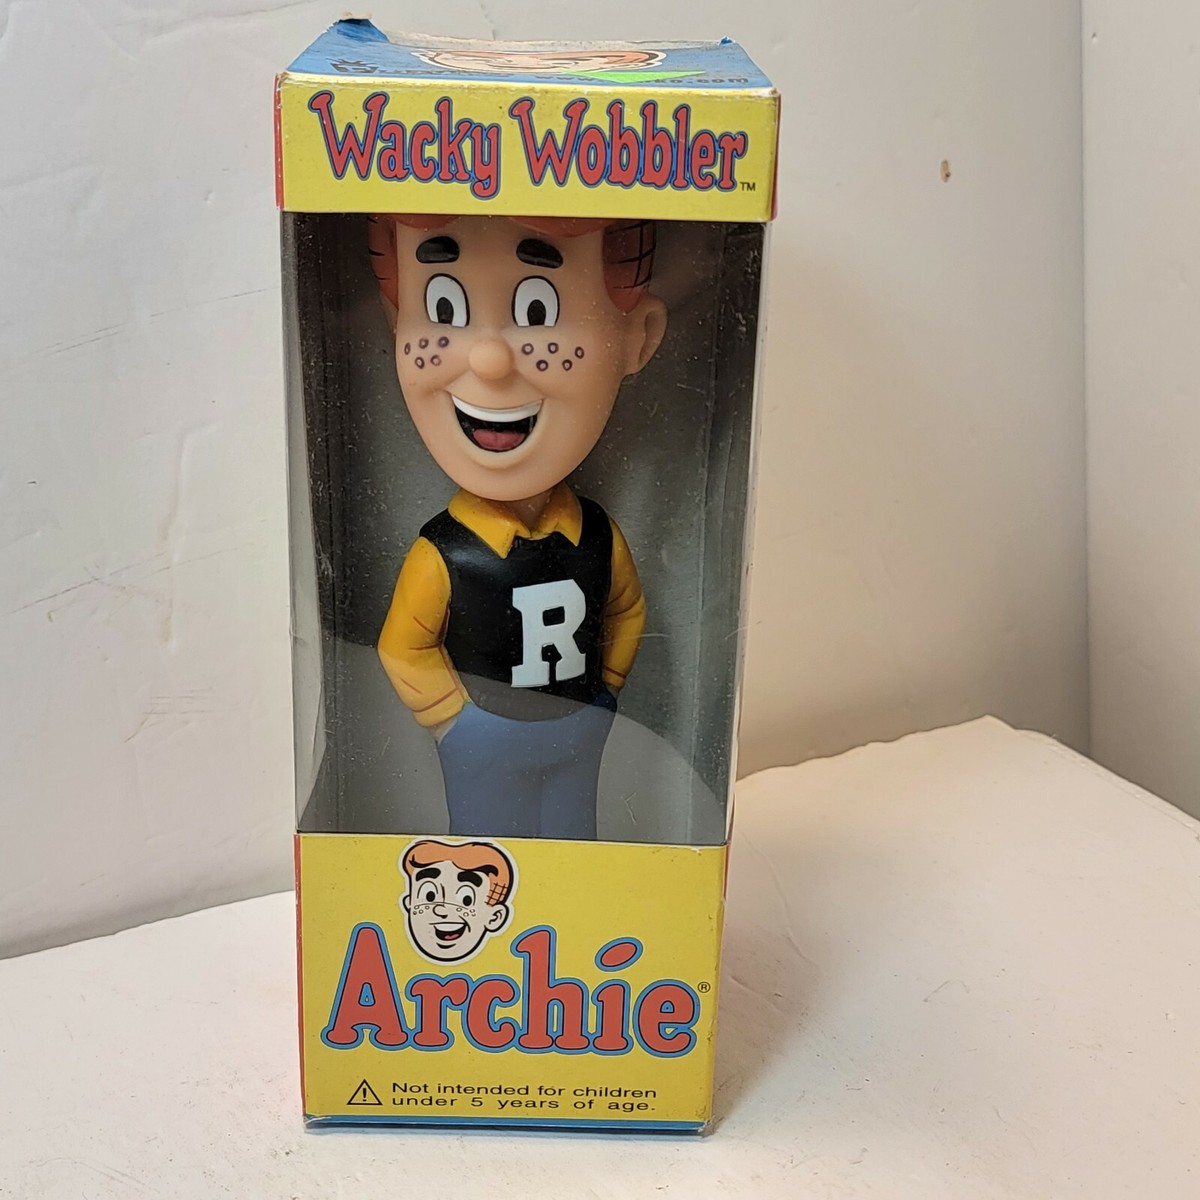 Wacky Wobbler™
R
Archie®
Not intended for children
under 5 years of age.